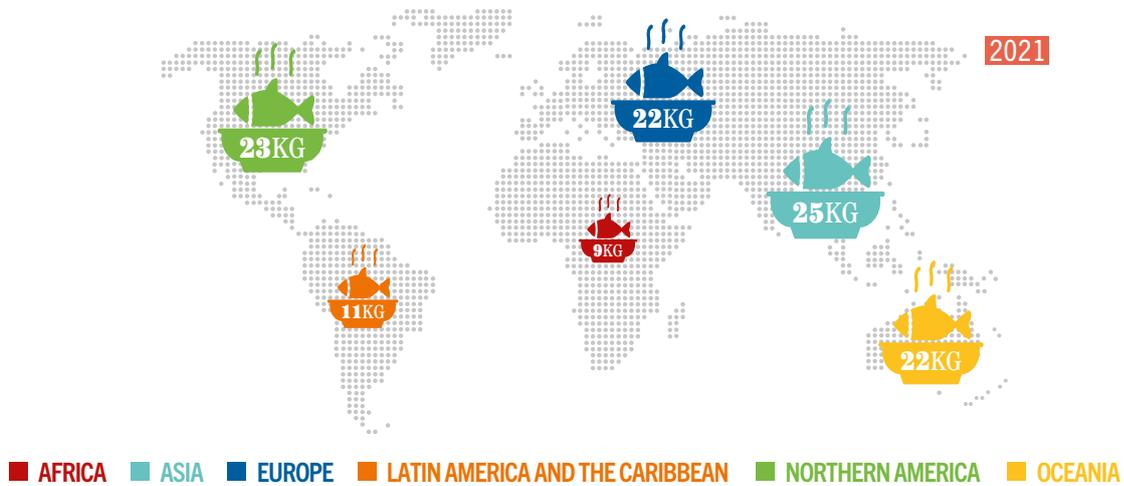 2021
22KG
23KG
25KG
9KG
11KG
22KG
AFRICA
ASIA
EUROPE
LATIN AMERICA AND THE CARIBBEAN
NORTHERN AMERICA
OCEANIA